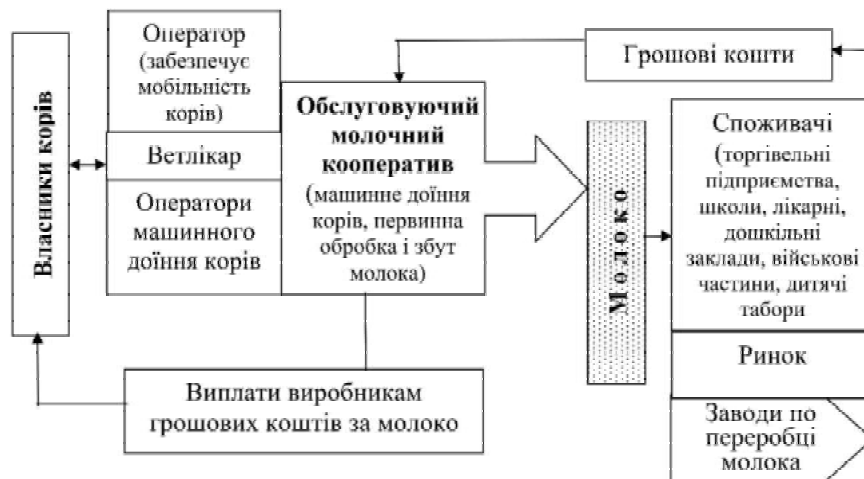 Власники корів
Оператор
(забезпечує
мобільність
корів)
Ветлікар
Оператори
машинного
доїння корів
Обслуговуючий
молочний
кооператив
(машинне доїння
корів, первинна
обробка і збут
молока)
Виплати виробникам
грошових коштів за молоко
Грошові кошти
Молоко
Споживачі
(торгівельні
підприємства,
школи, лікарні,
дошкільні
заклади, військові
частини, дитячі
табори
Ринок
Заводи по
переробці
молока